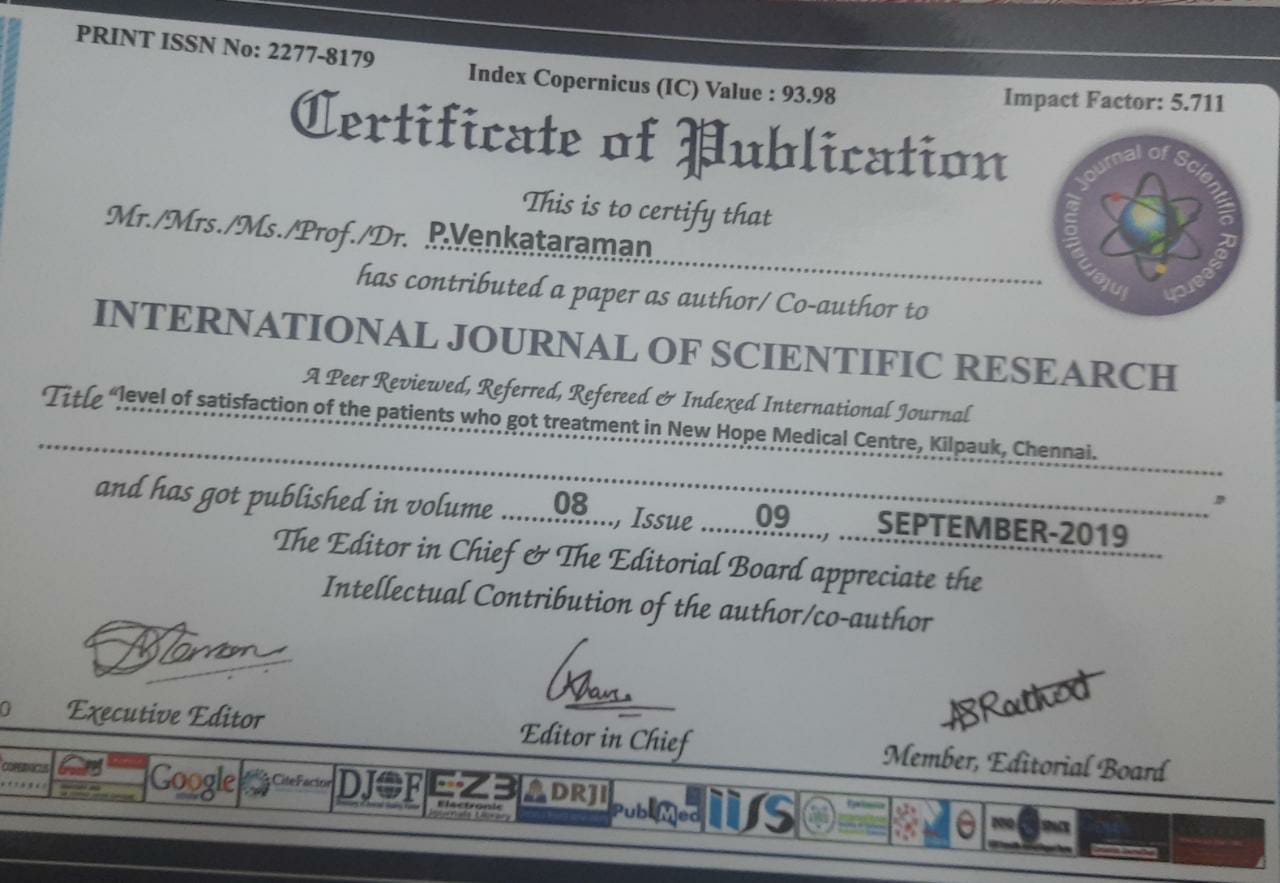 PRINT ISSN No: 2277-8179
Index Copernicus (IC) Value : 93.98
Impact Factor: 5.711
Certificate of Publication
International Journal of Scientific Research
This is to certify that
Mr./Mrs./Ms./Prof./Dr. P.Venkataraman
has contributed a paper as author/ Co-author to
INTERNATIONAL JOURNAL OF SCIENTIFIC RESEARCH
A Peer Reviewed, Referred, Refereed & Indexed International Journal
Title "level of satisfaction of the patients who got treatment in New Hope Medical Centre, Kilpauk, Chennai.
"
and has got published in volume ......08......, Issue ......09......, ......SEPTEMBER-2019
The Editor in Chief & The Editorial Board appreciate the
Intellectual Contribution of the author/co-author
ABRathod
Executive Editor
Editor in Chief
Member, Editorial Board
COPERNICUS
Google
CiteFactor
DJOF
EZ3
Electronic
Journals Library
DRJI
PubMed
IISS